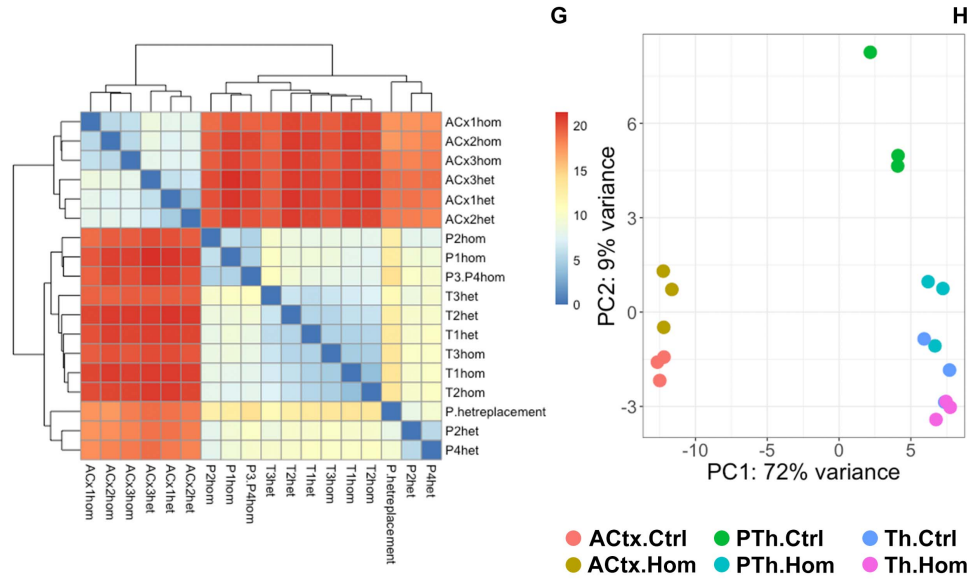 G
H
ACx1hom
ACx2hom
ACx3hom
ACx3het
ACx1het
ACx2het
P2hom
P1hom
P3.P4hom
T3het
T2het
T1het
T3hom
T1hom
T2hom
P.hetreplacement
P2het
P4het
ACx1hom
ACx2hom
ACx3hom
ACx3het
ACx1het
ACx2het
P2hom
P1hom
P3.P4hom
T3het
T2het
T1het
T3hom
T1hom
T2hom
P.hetreplacement
P2het
P4het
20
15
10
5
0
PC2: 9% variance
6
3
0
-3
-10
-5
0
5
PC1: 72% variance
ACtx.Ctrl
PTh.Ctrl
Th.Ctrl
ACtx.Hom
PTh.Hom
Th.Hom